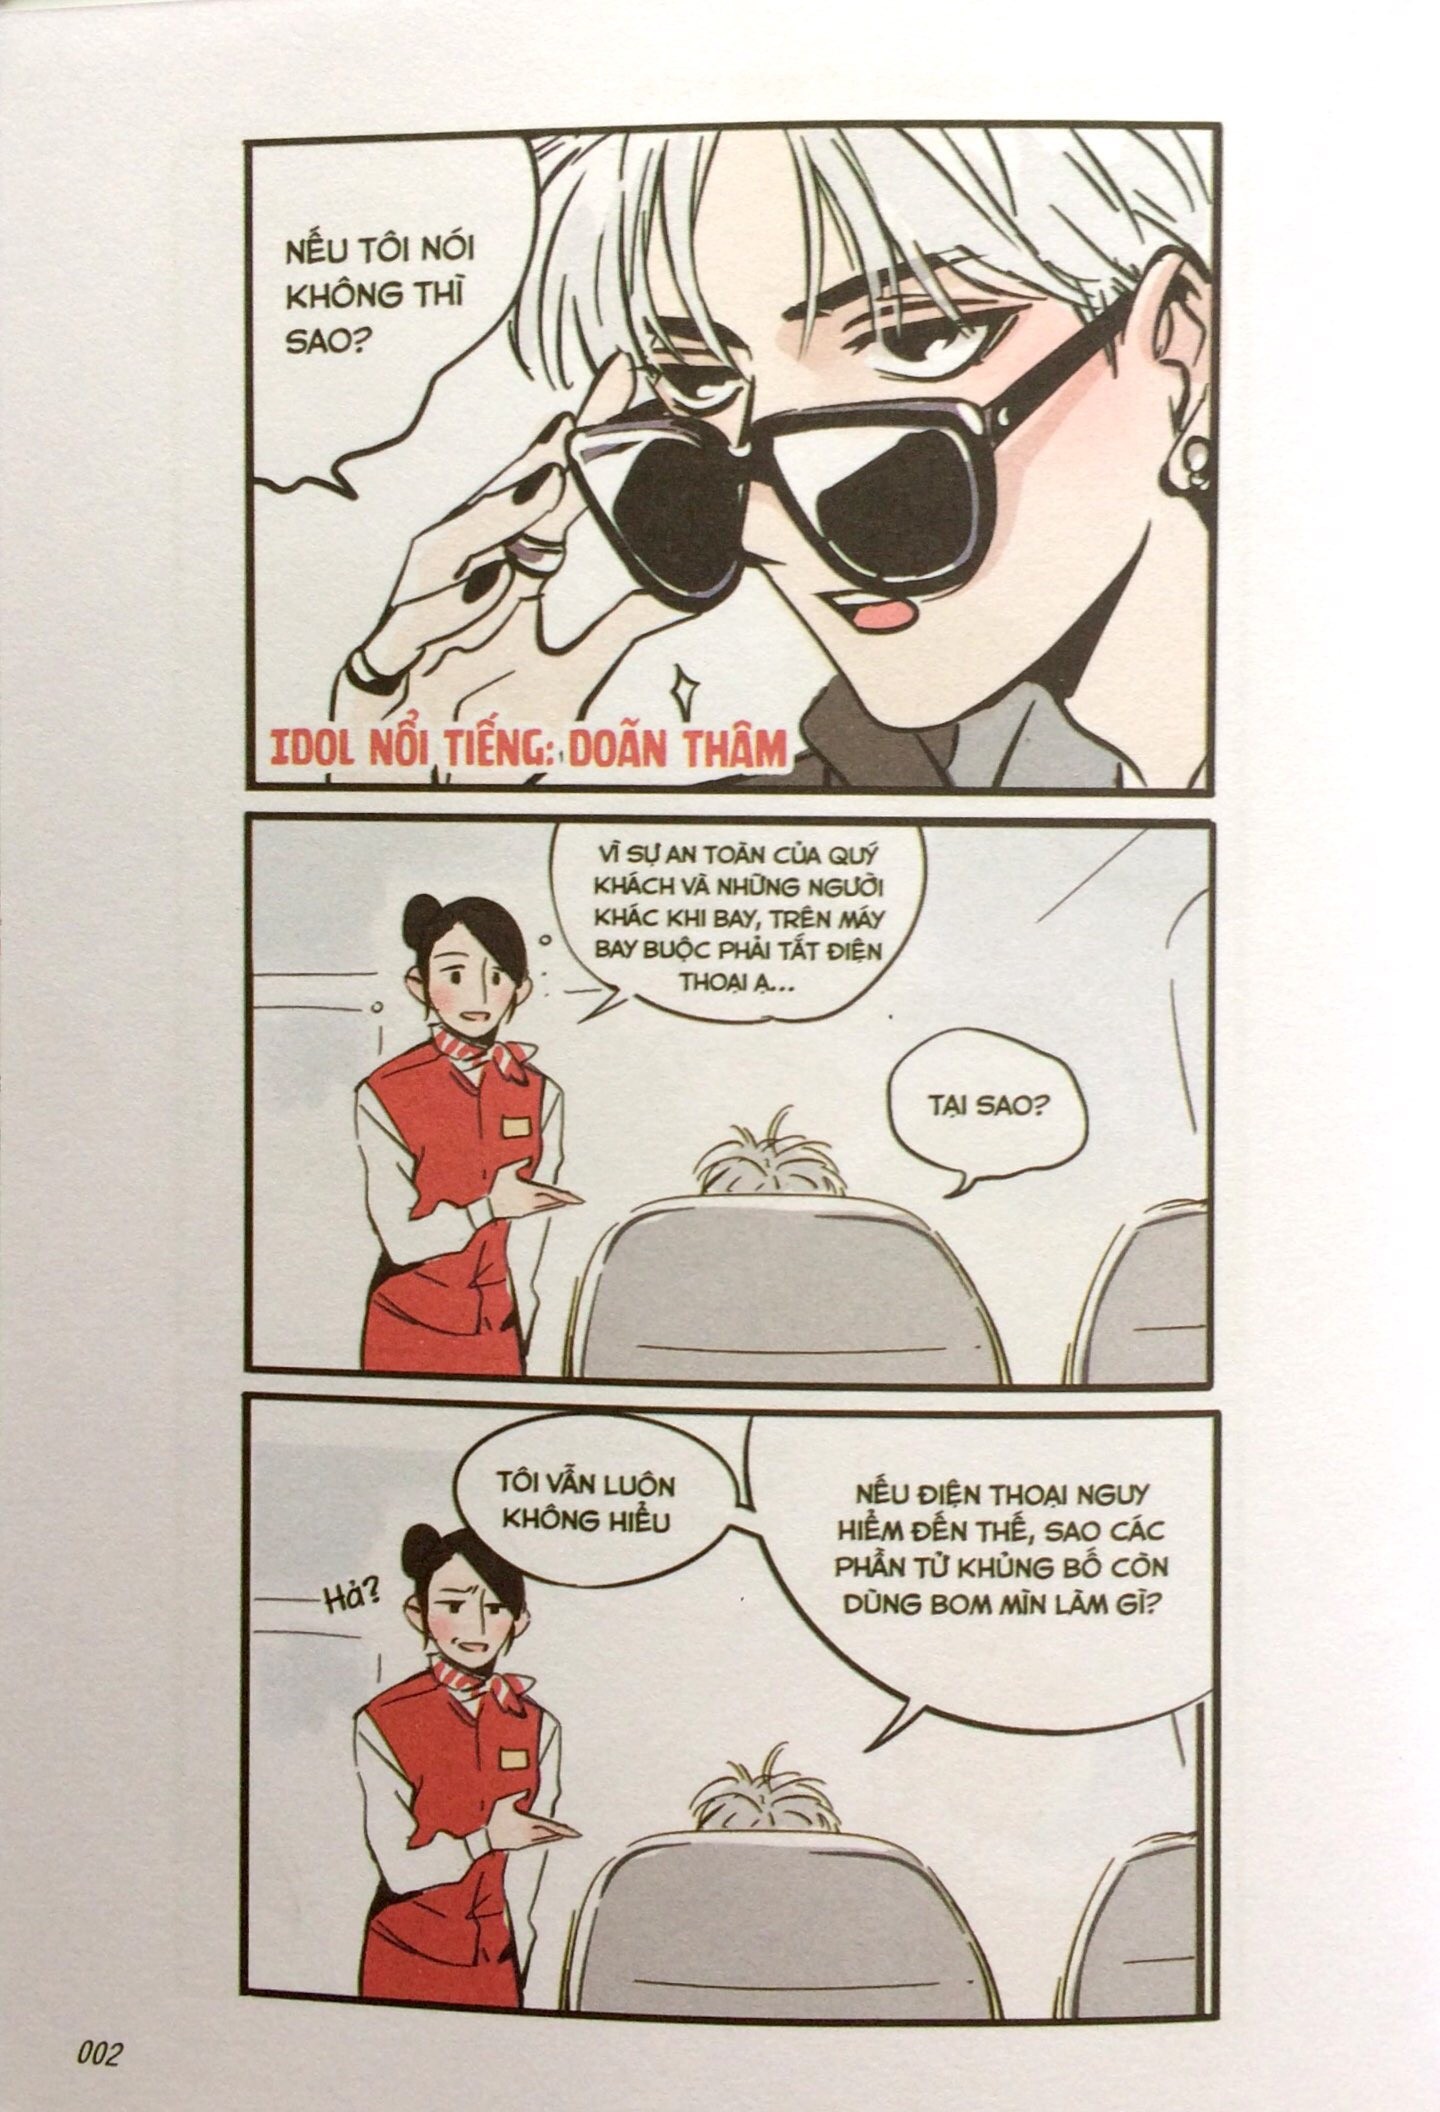 NẾU TÔI NÓI
KHÔNG THÌ
SAO?
IDOL NỔI TIẾNG: DOÃN THÂM
VÌ SỰ AN TOÀN CỦA QUÝ
KHÁCH VÀ NHỮNG NGƯỜI
KHÁC KHI BAY, TRÊN MÁY
BAY BUỘC PHẢI TẮT ĐIỆN
THOẠI Ạ...
TẠI SAO?
TÔI VẪN LUÔN
KHÔNG HIỂU
NẾU ĐIỆN THOẠI NGUY
HIỂM ĐẾN THẾ, SAO CÁC
PHẦN TỬ KHỦNG BỐ CÒN
DÙNG BOM MÌN LÀM GÌ?
Hả?
002